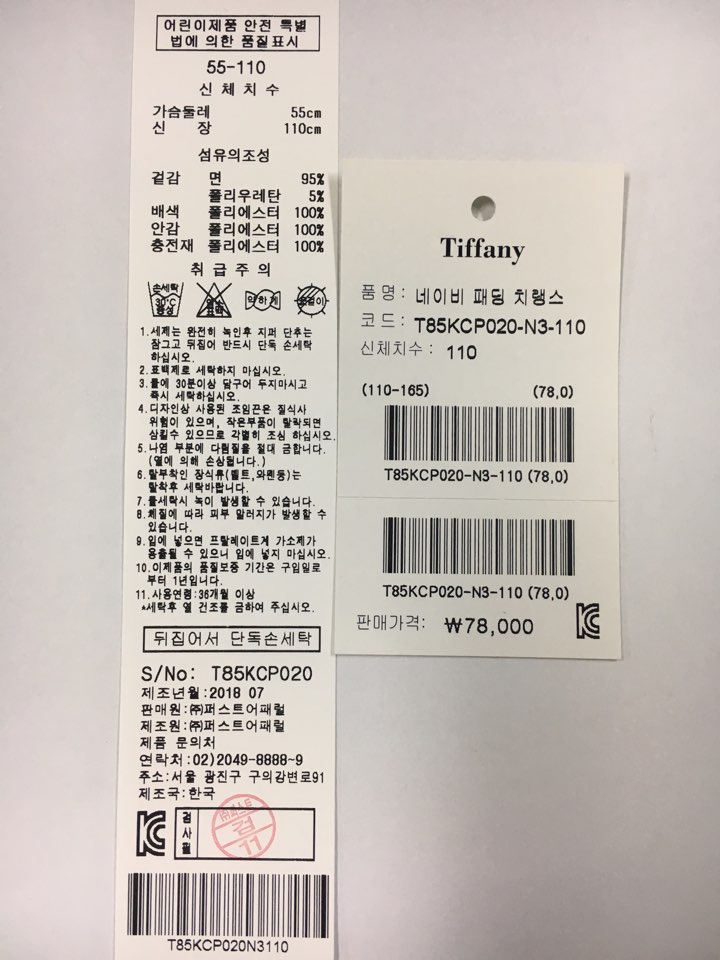 어린이제품 안전 특별
법에 의한 품질표시
55-110
신 체 치 수
가슴둘레 55cm
신 장 110cm
섬유의조성
겉감 면 95%
폴리우레탄 5%
배색 폴리에스터 100%
안감 폴리에스터 100%
충전재 폴리에스터 100%
취 급 주 의
손세탁
30℃
중성
약하게
1.세제는 완전히 녹인후 지퍼 단추는
잠그고 뒤집어 반드시 단독 손세탁
하십시오.
2.표백제로 세탁하지 마십시오.
3.물에 30분이상 담구어 두지마시고
즉시 세탁하십시오.
4.디자인상 사용된 조임끈은 질식사
위험이 있으며, 작은부품이 탈락되면
삼킬수 있으므로 각별히 조심 하십시오.
5.나염 부분에 다림질을 절대 금합니다.
(열에 의해 손상됩니다.)
6.탈부착인 장식류(벨트,와펜등)는
탈착후 세탁바랍니다.
7.물세탁시 녹이 발생할 수 있습니다.
8.체질에 따라 피부 알러지가 발생할 수
있습니다.
9.입에 넣으면 프탈레이트계 가소제가
용출될 수 있으니 입에 넣지 마십시오.
10.이제품의 품질보증 기간은 구입일로
부터 1년입니다.
11.사용연령:36개월 이상
*세탁후 열 건조를 금하여 주십시오.
뒤집어서 단독손세탁
S/No: T85KCP020
제조년월:2018 07
판매원:㈜퍼스트어패럴
제조원:㈜퍼스트어패럴
제품 문의처
연락처:02)2049-8888~9
주소:서울 광진구 구의강변로91
제조국:한국
KC
검사필
검
11
T85KCP020N3110
Tiffany
품 명 : 네이비 패딩 치랭스
코 드 : T85KCP020-N3-110
신체치수 : 110
(110-165) (78,0)
T85KCP020-N3-110 (78,0)
T85KCP020-N3-110 (78,0)
판매가격: ₩78,000
KC